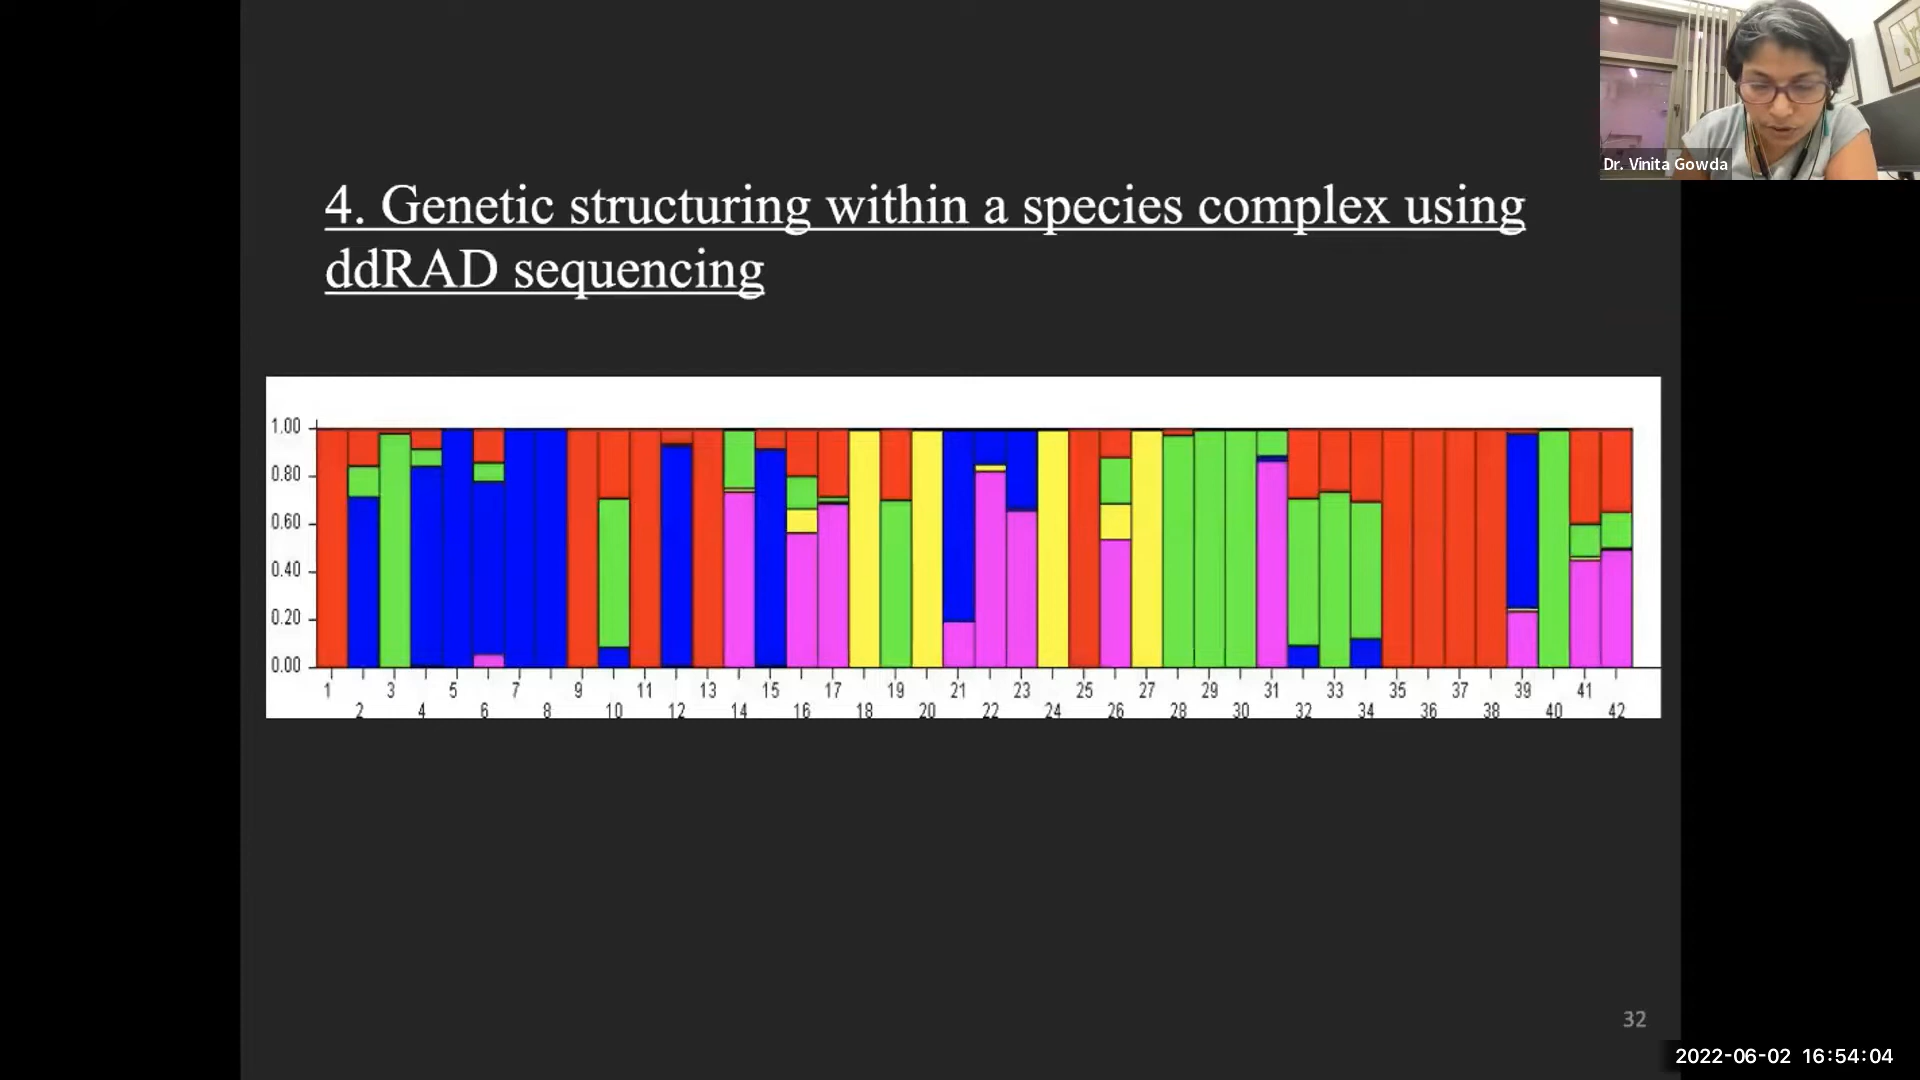 Dr. Vinita Gowda
4. Genetic structuring within a species complex using
ddRAD sequencing
1.00
0.80
0.60
0.40
0.20
0.00
1 3 5 7 9 11 13 15 17 19 21 23 25 27 29 31 33 35 37 39 41
2 4 6 8 10 12 14 16 18 20 22 24 26 28 30 32 34 36 38 40 42
32
2022-06-02 16:54:04